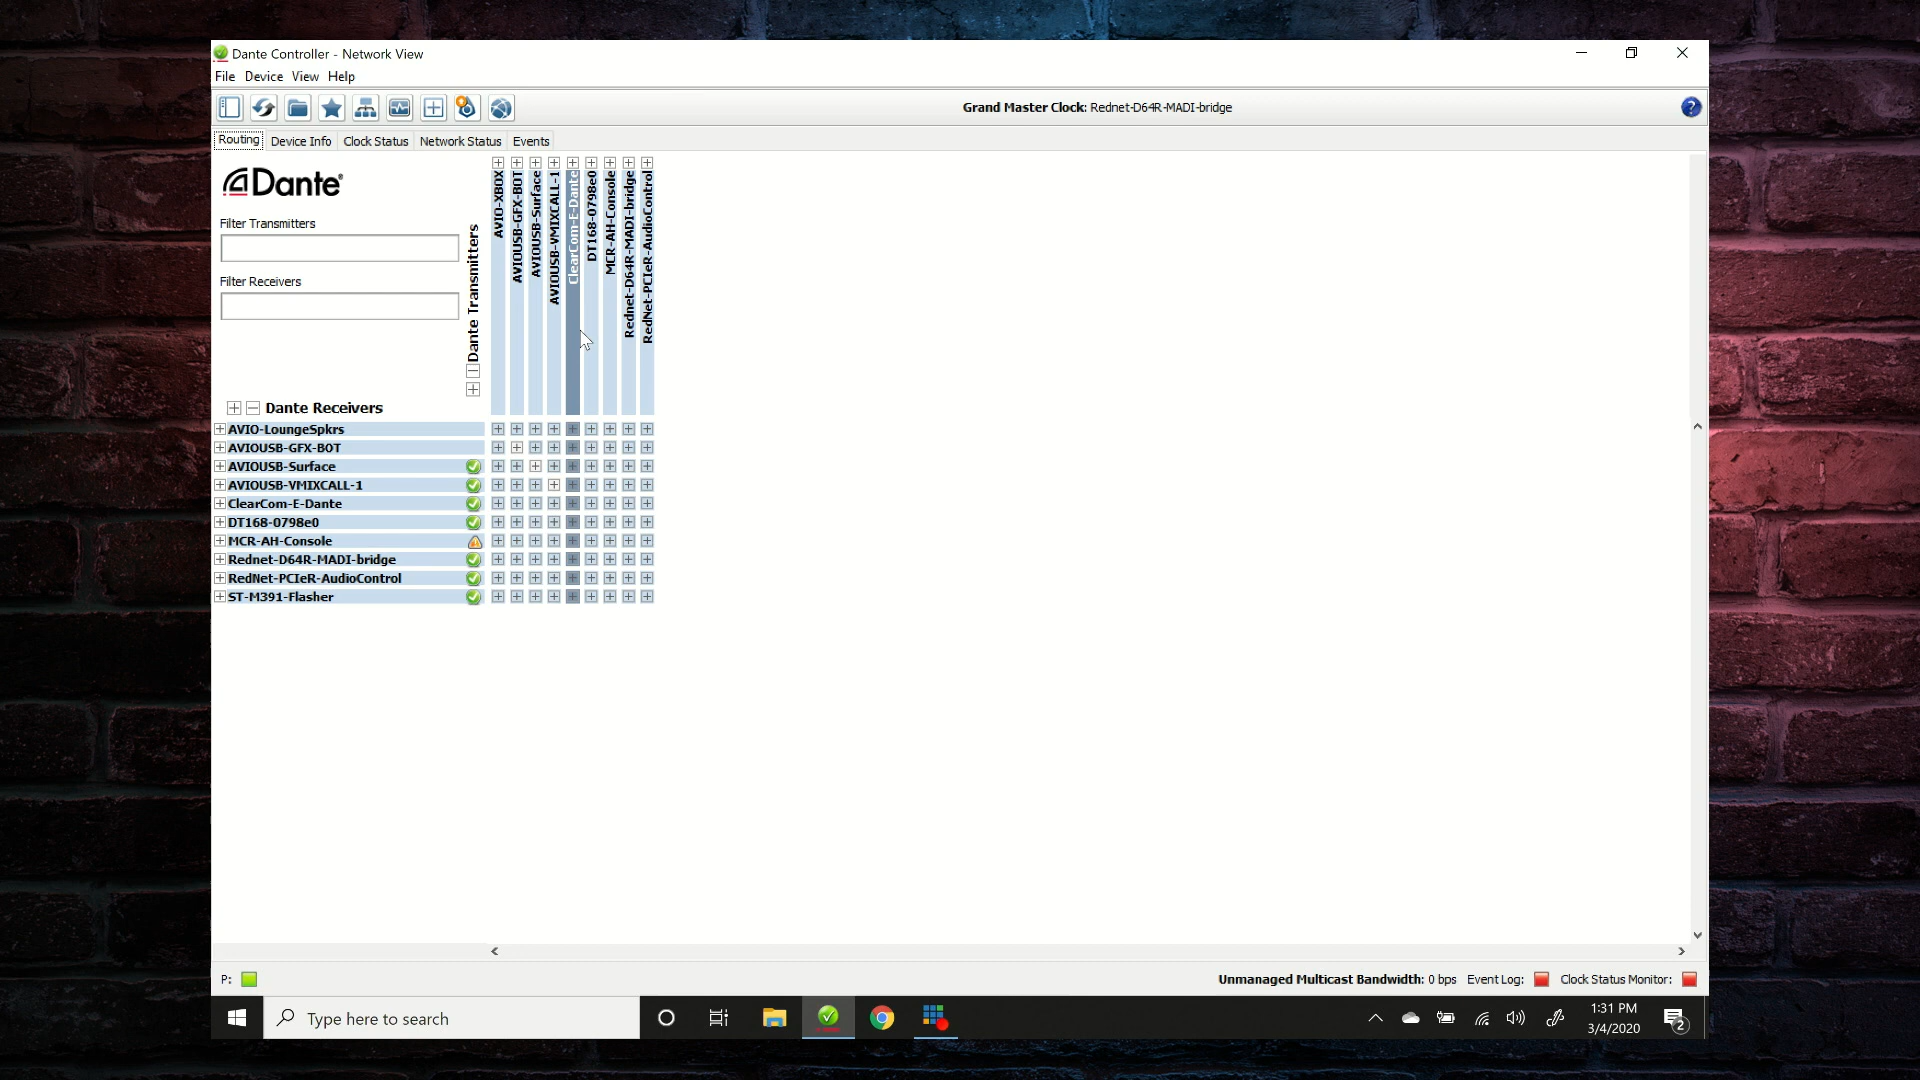 Dante Controller - Network View
File Device View Help
Grand Master Clock: Rednet-D64R-MADI-bridge
?
Routing Device Info Clock Status Network Status Events
Dante
Filter Transmitters
Filter Receivers
Dante Transmitters
AVIO-XBOX
AVIOUSB-GFX-BOT
AVIOUSB-Surface
AVIOUSB-VMIXCALL-1
ClearCom-E-Dante
DT168-0798e0
MCR-AH-Console
Rednet-D64R-MADI-bridge
RedNet-PCIeR-AudioControl
Dante Receivers
AVIO-LoungeSpkrs
AVIOUSB-GFX-BOT
AVIOUSB-Surface
AVIOUSB-VMIXCALL-1
ClearCom-E-Dante
DT168-0798e0
MCR-AH-Console
Rednet-D64R-MADI-bridge
RedNet-PCIeR-AudioControl
ST-M391-Flasher
P:
Unmanaged Multicast Bandwidth: 0 bps Event Log: Clock Status Monitor:
Type here to search
1:31 PM
3/4/2020
2